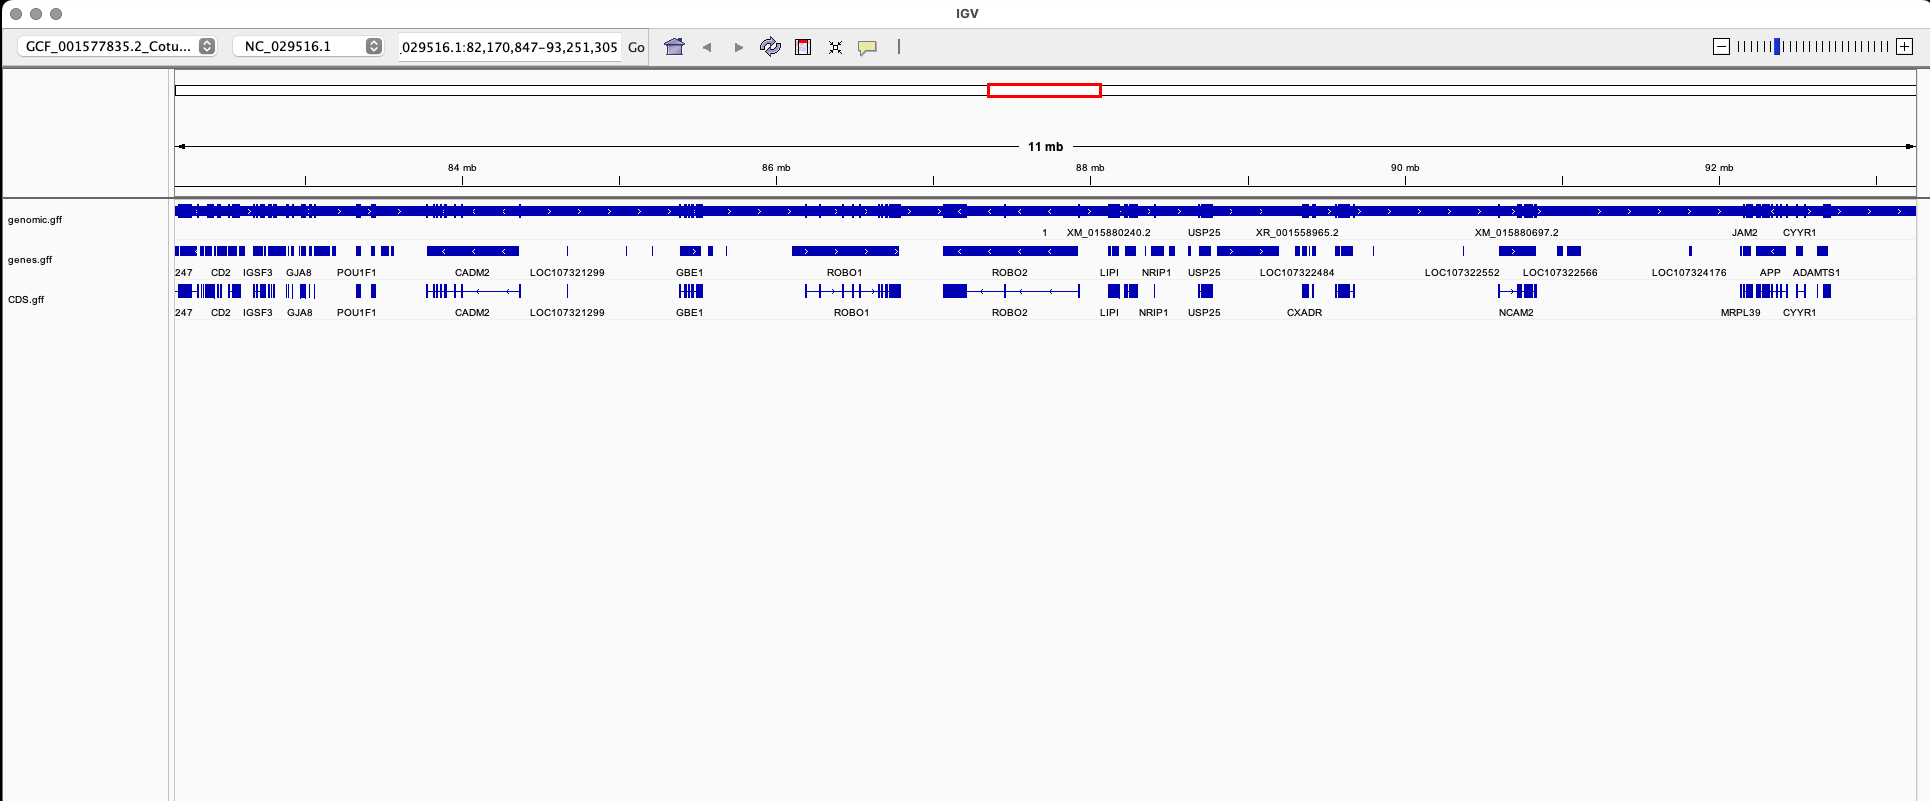 IGV
GCF_001577835.2_Cotu... NC_029516.1 .029516.1:82,170,847-93,251,305 Go
11 mb
84 mb 86 mb 88 mb 90 mb 92 mb
genomic.gff
1 XM_015880240.2 USP25 XR_001558965.2 XM_015880697.2 JAM2 CYYR1
genes.gff
247 CD2 IGSF3 GJA8 POU1F1 CADM2 LOC107321299 GBE1 ROBO1 ROBO2 LIPI NRIP1 USP25 LOC107322484 LOC107322552 LOC107322566 LOC107324176 APP ADAMTS1
CDS.gff
247 CD2 IGSF3 GJA8 POU1F1 CADM2 LOC107321299 GBE1 ROBO1 ROBO2 LIPI NRIP1 USP25 CXADR NCAM2 MRPL39 CYYR1